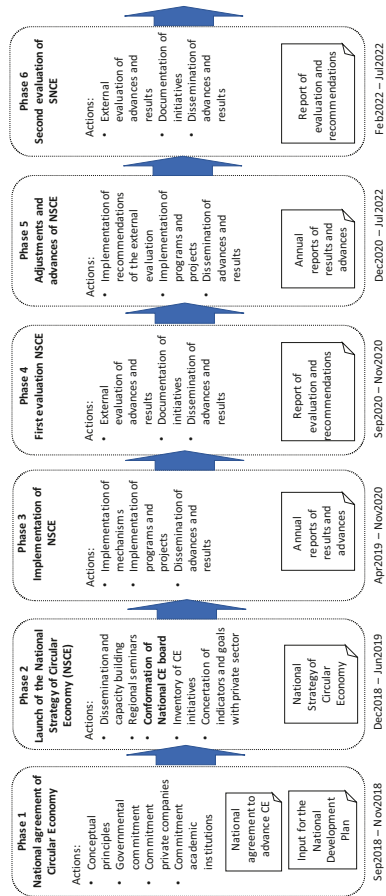 Phase 1
National agreement of
Circular Economy
Actions:
• Conceptual
principles
• Governmental
commitment
• Commitment
private companies
• Commitment
academic
institutions
National
agreement to
advance CE
Input for the
National
Development
Plan
Sep2018 – Nov2018
Phase 2
Launch of the National
Strategy of Circular
Economy (NSCE)
Actions:
• Dissemination and
capacity building
• Regional seminars
• Conformation of
National CE board
• Inventory of CE
initiatives
• Concertation of
indicators and goals
with private sector
National
Strategy of
Circular
Economy
Dec2018 – Jun2019
Phase 3
Implementation of
NSCE
Actions:
• Implementation of
mechanisms
• Implementation of
programs and
projects
• Dissemination of
advances and
results
Annual
reports of
results and
advances
Apr2019 – Nov2020
Phase 4
First evaluation NSCE
Actions:
• External
evaluation of
advances and
results
• Documentation of
initiatives
• Dissemination of
advances and
results
Report of
evaluation and
recommendations
Sep2020 – Nov2020
Phase 5
Adjustments and
advances of NSCE
Actions:
• Implementation of
recommendations
of the external
evaluation
• Implementation of
programs and
projects
• Dissemination of
advances and
results
Annual
reports of
results and
advances
Dec2020 – Jul2022
Phase 6
Second evaluation of
SNCE
Actions:
• External
evaluation of
advances and
results
• Documentation of
initiatives
• Dissemination of
advances and
results
Report of
evaluation and
recommendations
Feb2022 – Jul2022